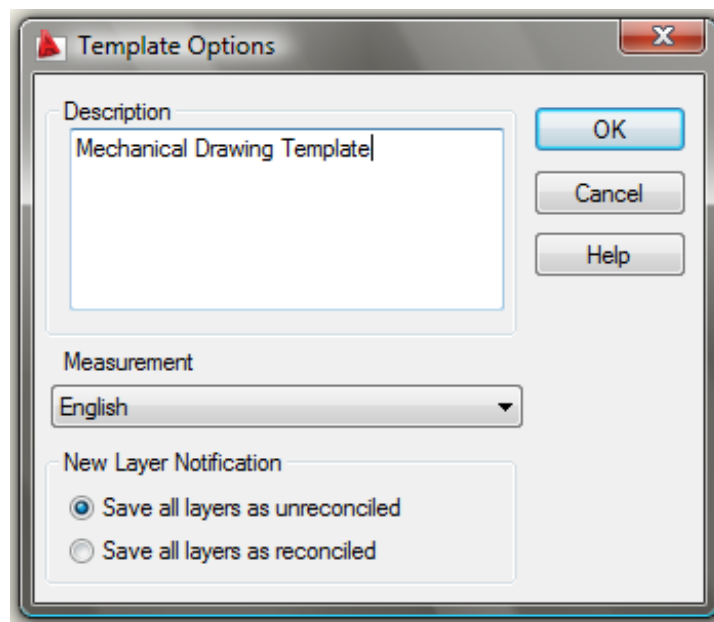 Template Options
Description
Mechanical Drawing Template
OK
Cancel
Help
Measurement
English
New Layer Notification
Save all layers as unreconciled
Save all layers as reconciled